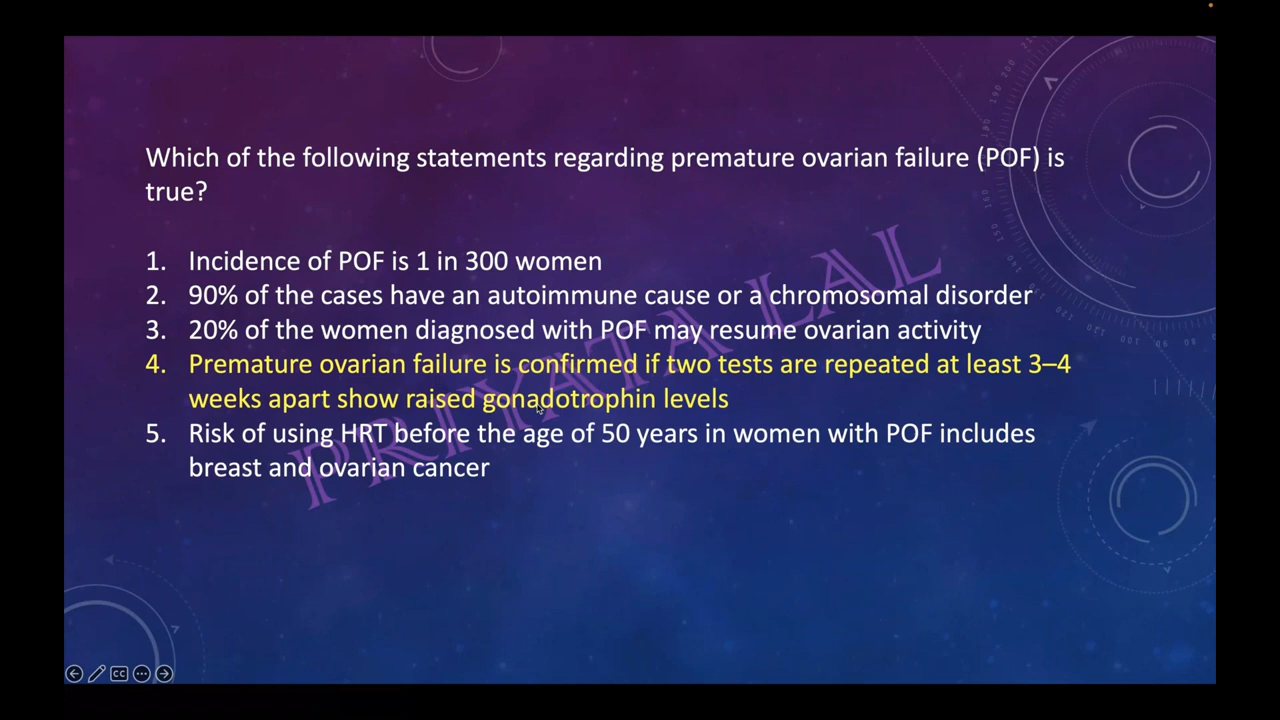 Which of the following statements regarding premature ovarian failure (POF) is
true?
1. Incidence of POF is 1 in 300 women
2. 90% of the cases have an autoimmune cause or a chromosomal disorder
3. 20% of the women diagnosed with POF may resume ovarian activity
4. Premature ovarian failure is confirmed if two tests are repeated at least 3–4
weeks apart show raised gonadotrophin levels
5. Risk of using HRT before the age of 50 years in women with POF includes
breast and ovarian cancer
PRIYATA LAL
CC